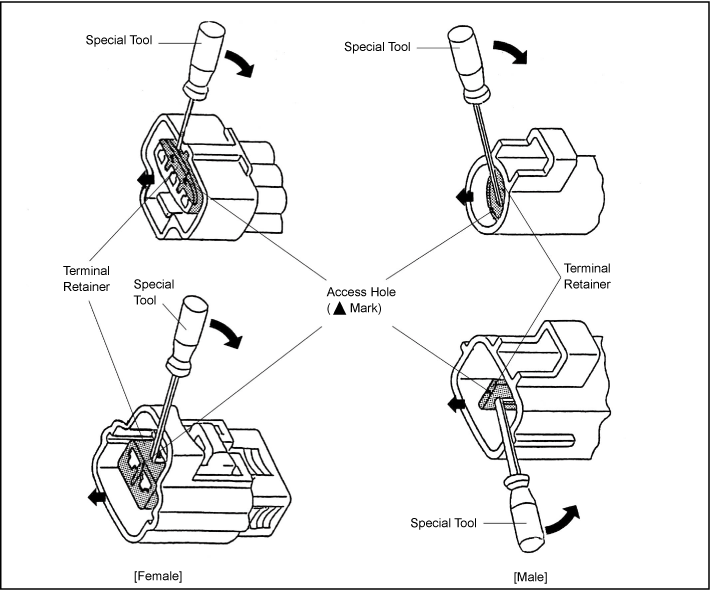 Special Tool
Special Tool
Terminal
Retainer
Special
Tool
Access Hole
(▲ Mark)
Terminal
Retainer
Special Tool
[Female]
[Male]